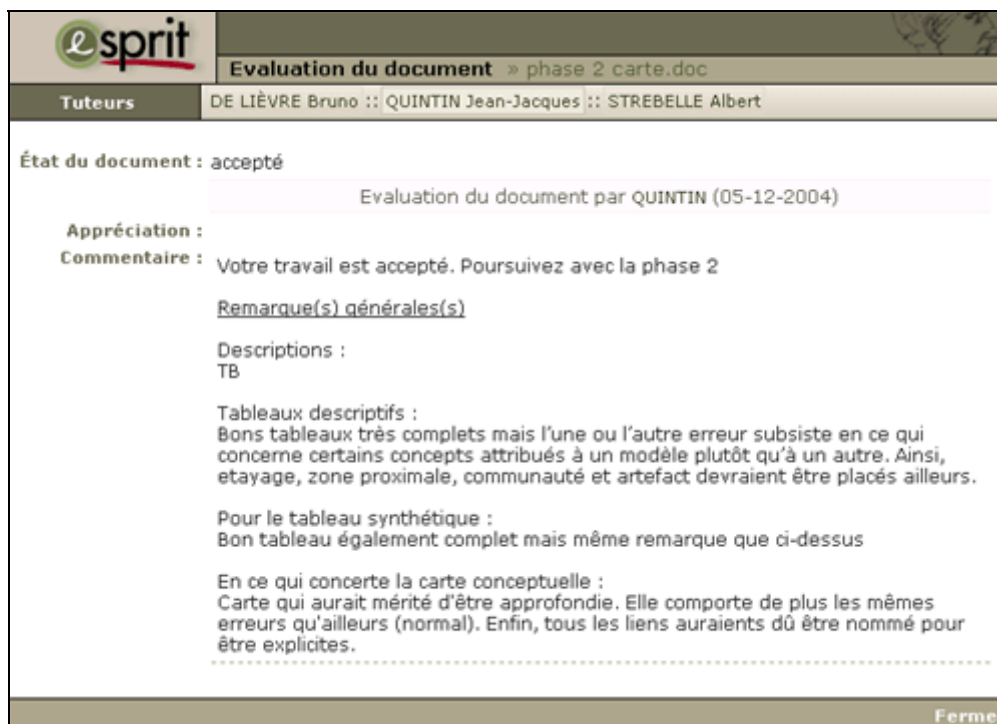 esprit
Evaluation du document » phase 2 carte.doc
Tuteurs
DE LIÈVRE Bruno :: QUINTIN Jean-Jacques :: STREBELLE Albert
État du document : accepté
Evaluation du document par QUINTIN (05-12-2004)
Appréciation :
Commentaire :
Votre travail est accepté. Poursuivez avec la phase 2
Remarque(s) générales(s)
Descriptions :
TB
Tableaux descriptifs :
Bons tableaux très complets mais l'une ou l'autre erreur subsiste en ce qui
concerne certains concepts attribués à un modèle plutôt qu'à un autre. Ainsi,
etayage, zone proximale, communauté et artefact devraient être placés ailleurs.
Pour le tableau synthétique :
Bon tableau également complet mais même remarque que ci-dessus
En ce qui concerte la carte conceptuelle :
Carte qui aurait mérité d'être approfondie. Elle comporte de plus les mêmes
erreurs qu'ailleurs (normal). Enfin, tous les liens auraients dû être nommé pour
être explicites.
Ferme